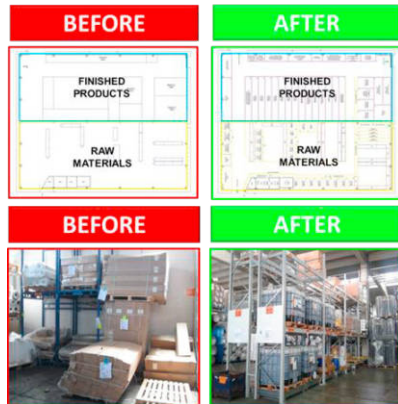 BEFORE
AFTER
FINISHED
PRODUCTS
RAW
MATERIALS
FINISHED
PRODUCTS
RAW
MATERIALS
BEFORE
AFTER